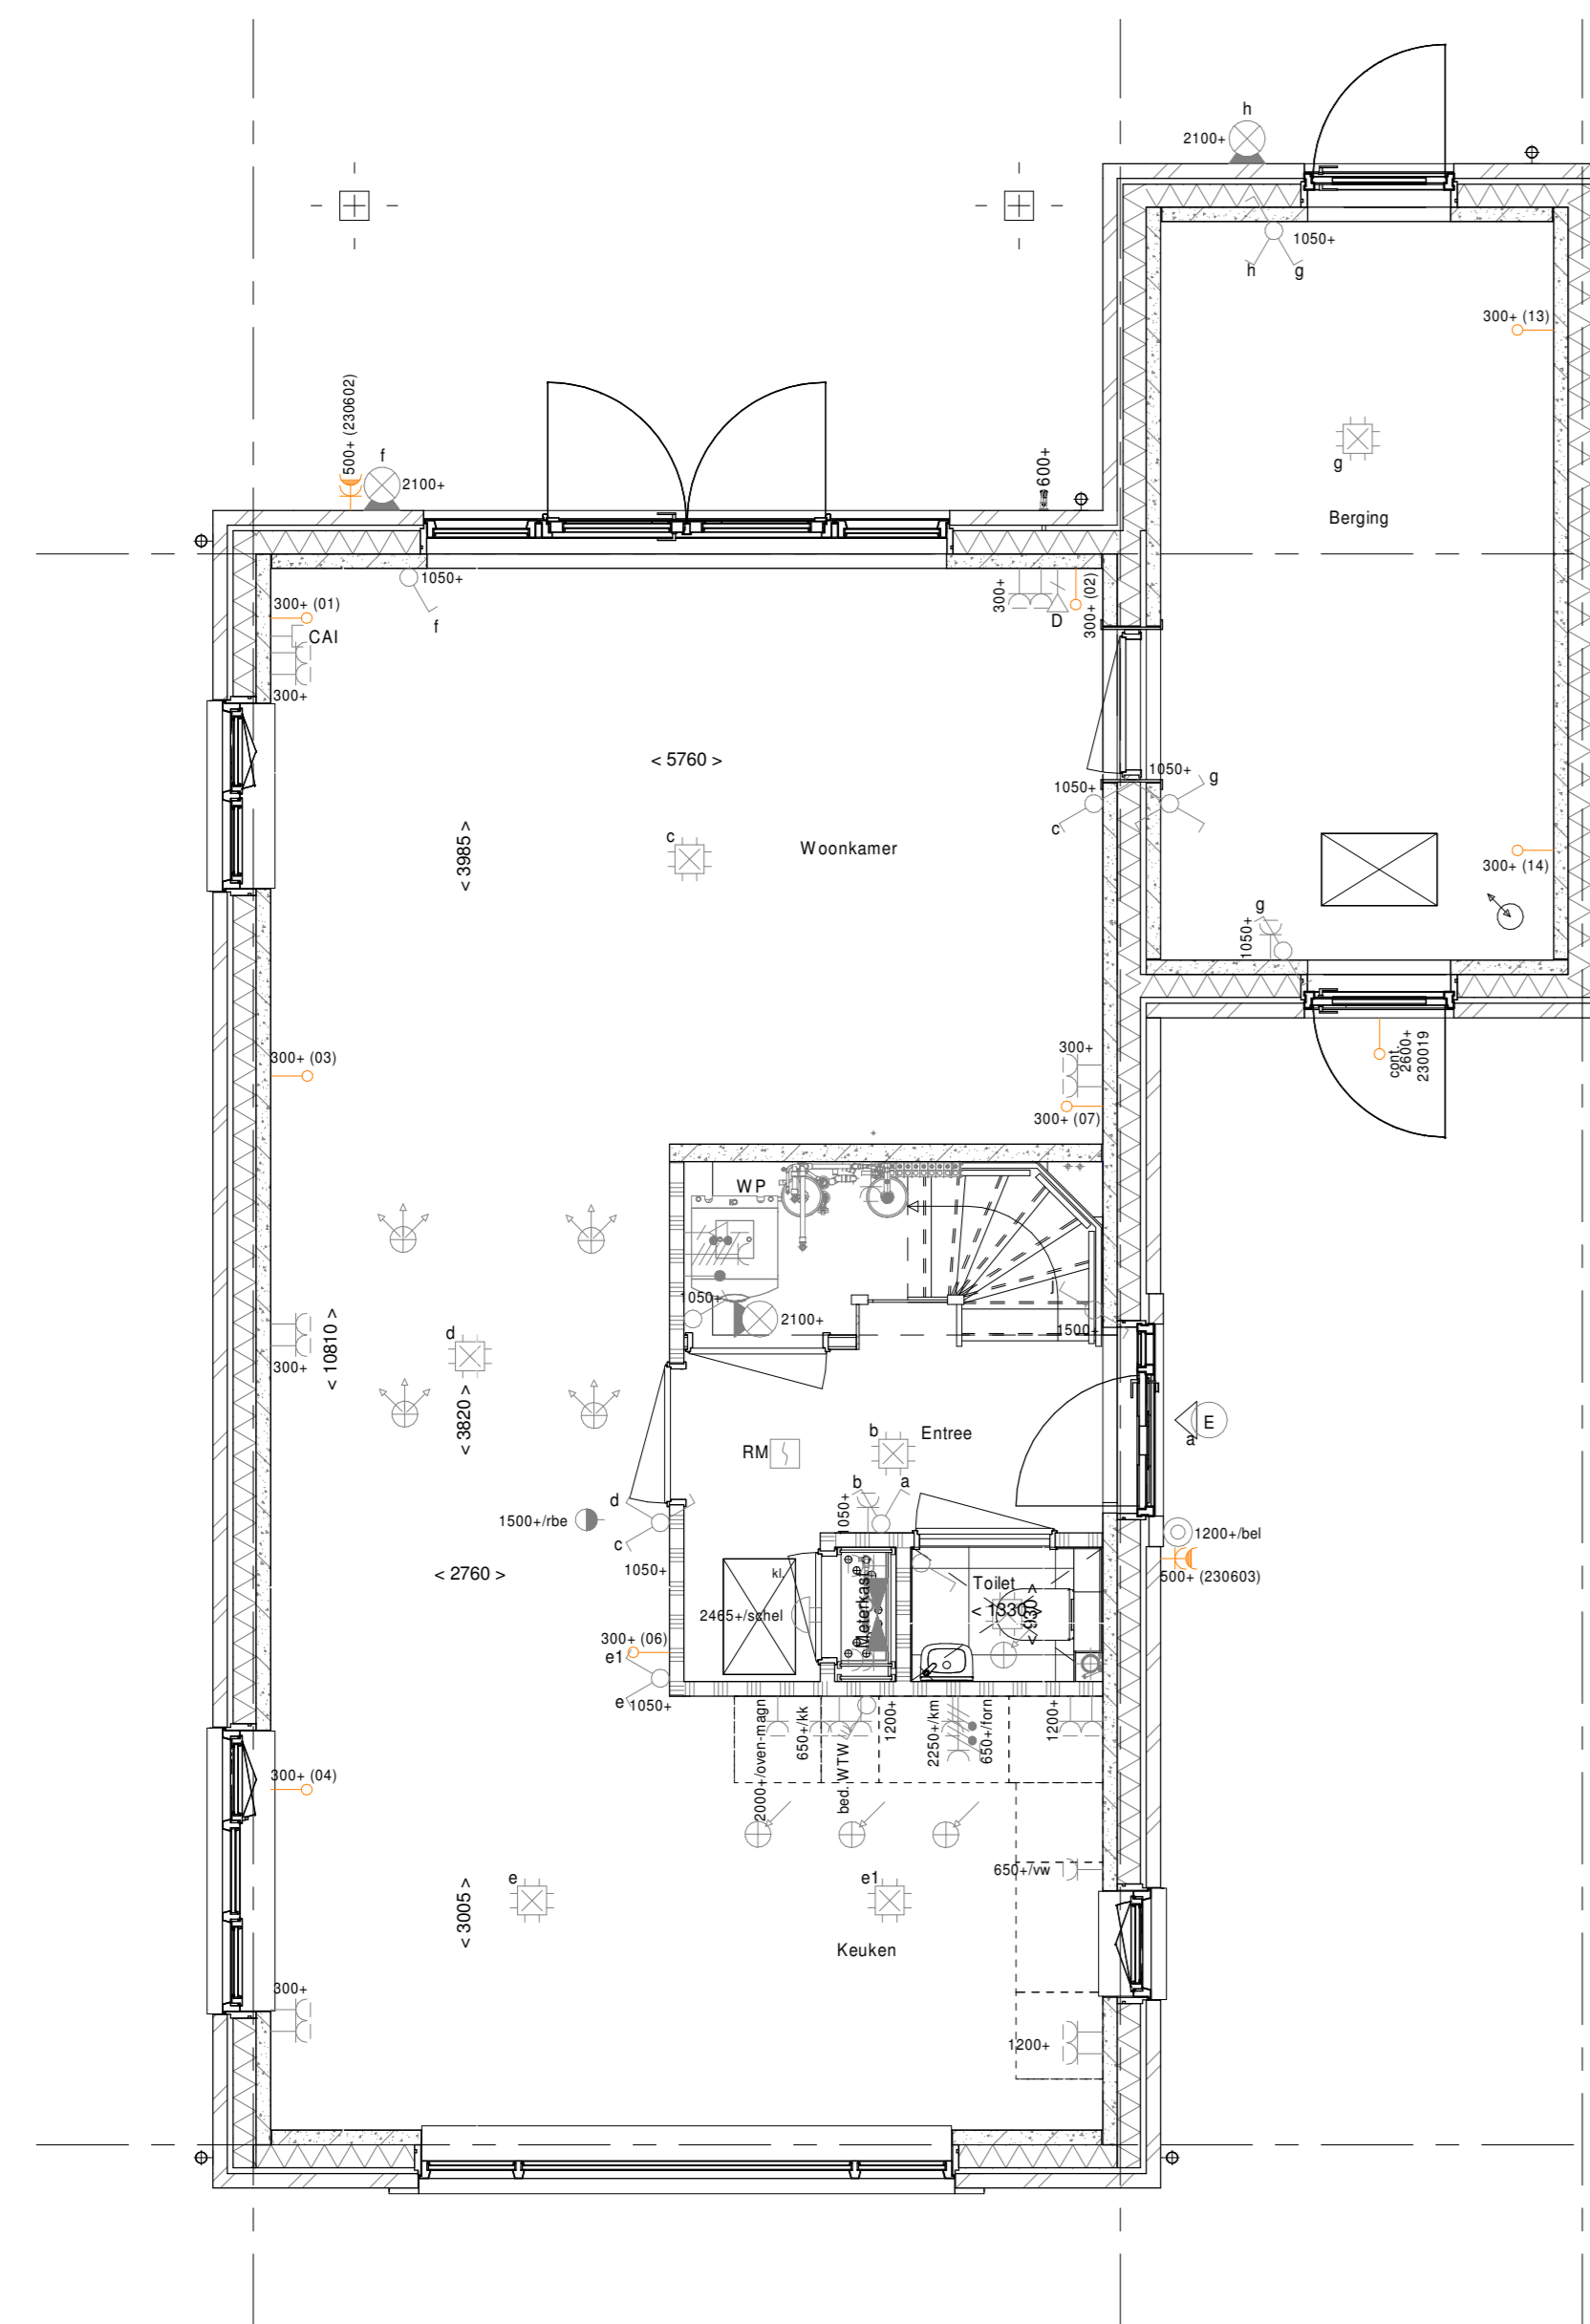 h
2100+
1050+
h
g
300+ (13)
500+ (230602)
f
2100+
600+
g
Berging
1050+
f
300+ (01)
CAI
300+
300+
D
300+ (02)
< 5760 >
1050+
g
1050+
c
c
Woonkamer
< 3985 >
300+ (14)
g
1050+
300+ (03)
300+
300+ (07)
cont.
2600+
230019
WP
1050+
2100+
j
1500+
300+
< 10810 >
d
< 3820 >
RM
b
Entree
E
a
b
a
1050+
d
c
1500+/rbe
1050+
1200+/bel
500+ (230603)
< 2760 >
kl.
2465+/schel
Meterkast
Toilet
< 1330 >
< 930 >
300+ (06)
e1
e
1050+
2000+/oven-magn
650+/kk
bed. WTW
1200+
2250+/km
650+/forn
1200+
300+ (04)
650+/vw
e
e1
< 3005 >
Keuken
300+
1200+